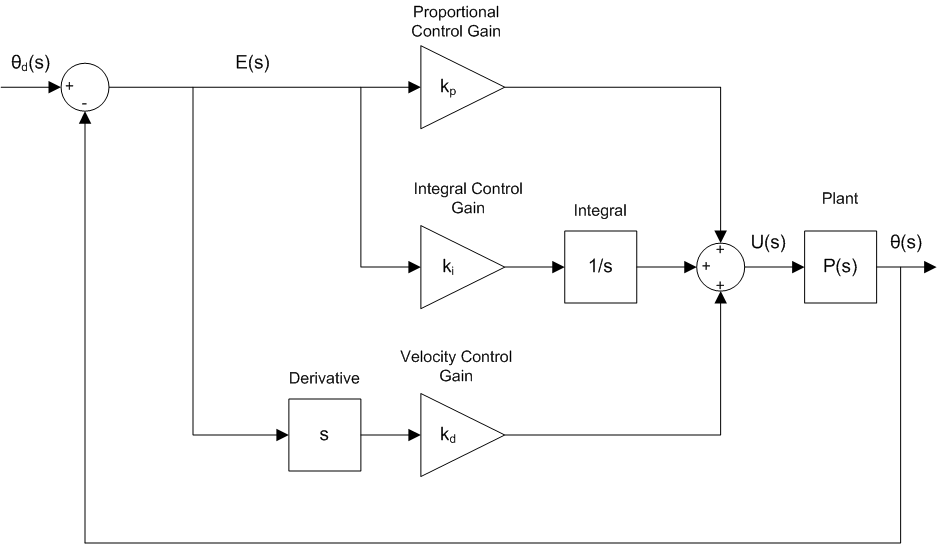 Proportional
Control Gain
θd(s)
E(s)
+
-
kp
Integral Control
Gain
Integral
Plant
ki
1/s
+
+
+
U(s)
P(s)
θ(s)
Velocity Control
Gain
Derivative
s
kd